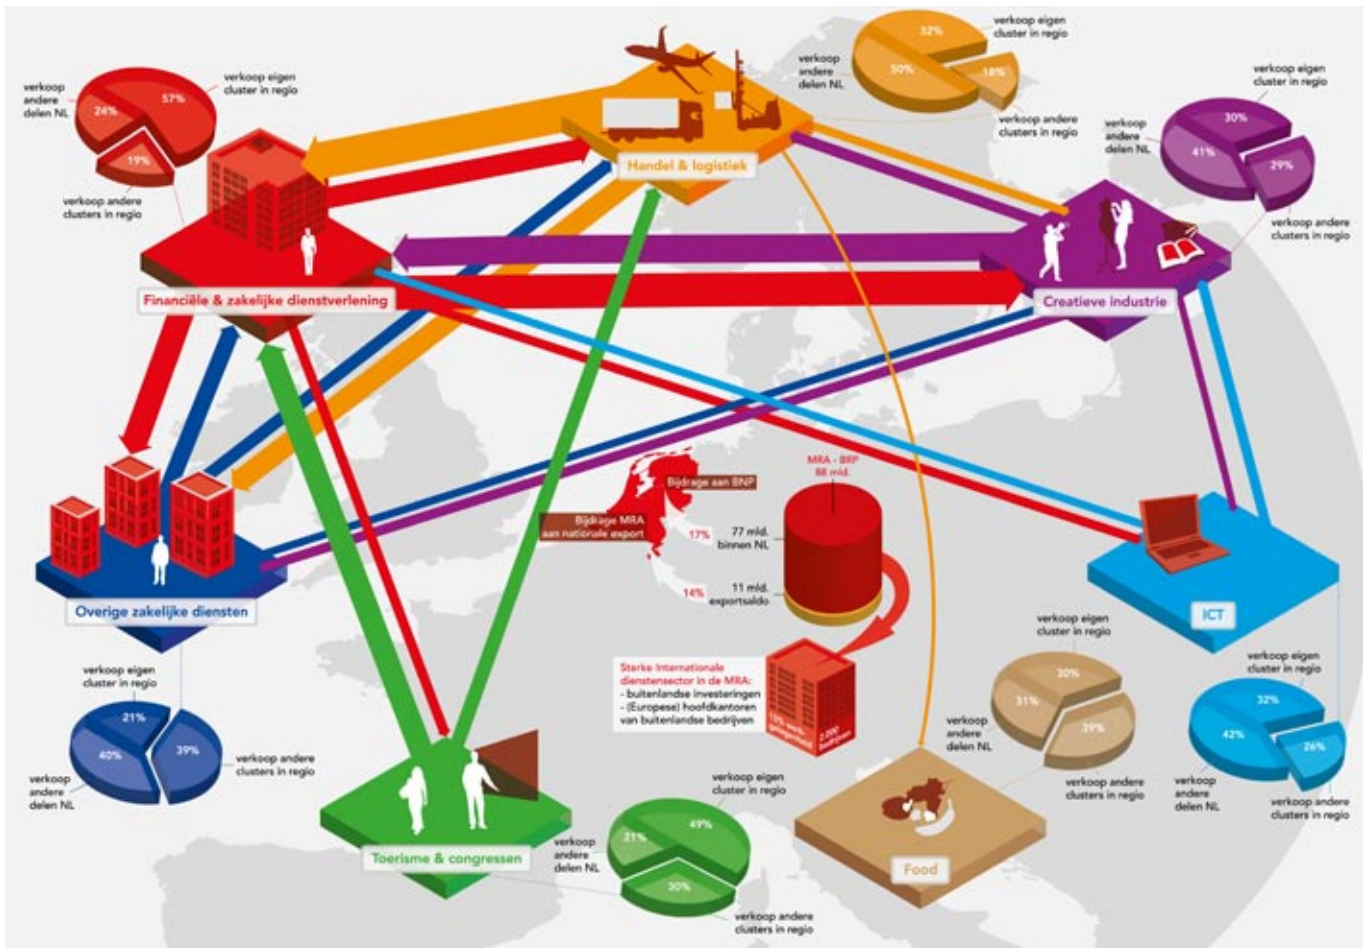 verkoop
andere
delen NL
24%
57%
19%
verkoop eigen
cluster in regio
verkoop andere
clusters in regio
Financiële & zakelijke dienstverlening
Handel & logistiek
verkoop
andere
delen NL
32%
50%
18%
verkoop eigen
cluster in regio
verkoop andere
clusters in regio
verkoop
andere
delen NL
30%
41%
29%
verkoop eigen
cluster in regio
verkoop andere
clusters in regio
Creatieve industrie
Overige zakelijke diensten
verkoop eigen
cluster in regio
21%
40%
39%
verkoop
andere
delen NL
verkoop andere
clusters in regio
Bijdrage aan BNP
Bijdrage MRA
aan nationale export
17%
14%
MRA - BRP
88 mld.
77 mld.
binnen NL
11 mld.
exportsaldo
Sterke Internationale
dienstensector in de MRA:
- buitenlandse investeringen
- (Europese) hoofdkantoren
van buitenlandse bedrijven
2.000
bedrijven
ICT
verkoop eigen
cluster in regio
32%
42%
26%
verkoop
andere
delen NL
verkoop andere
clusters in regio
verkoop eigen
cluster in regio
30%
31%
39%
verkoop
andere
delen NL
verkoop andere
clusters in regio
Food
Toerisme & congressen
verkoop eigen
cluster in regio
49%
21%
30%
verkoop
andere
delen NL
verkoop andere
clusters in regio